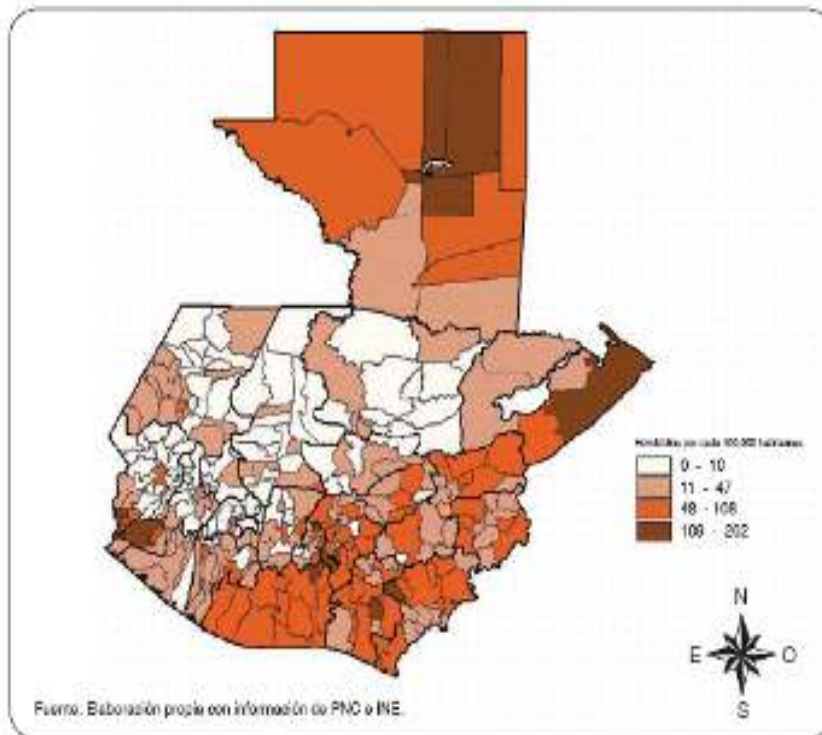 Homicidios por cada 100,000 habitantes
0 - 10
11 - 47
48 - 108
109 - 202
N
E O
S
Fuente: Elaboración propia con información de PNC e INE.